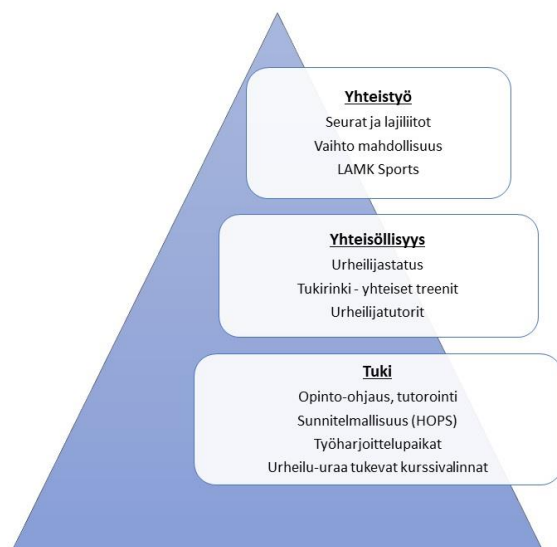 Yhteistyö
Seurat ja lajiliitot
Vaihto mahdollisuus
LAMK Sports
Yhteisöllisyys
Urheilijastatus
Tukirinki - yhteiset treenit
Urheilijatutorit
Tuki
Opinto-ohjaus, tutorointi
Sunnitelmallisuus (HOPS)
Työharjoittelupaikat
Urheilu-uraa tukevat kurssivalinnat